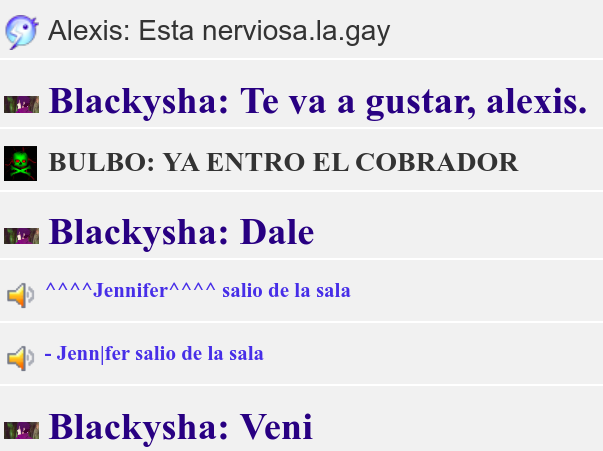 Alexis: Esta nerviosa.la.gay
Blackysha: Te va a gustar, alexis.
BULBO: YA ENTRO EL COBRADOR
Blackysha: Dale
^^^^Jennifer^^^^ salio de la sala
- Jenn|fer salio de la sala
Blackysha: Veni